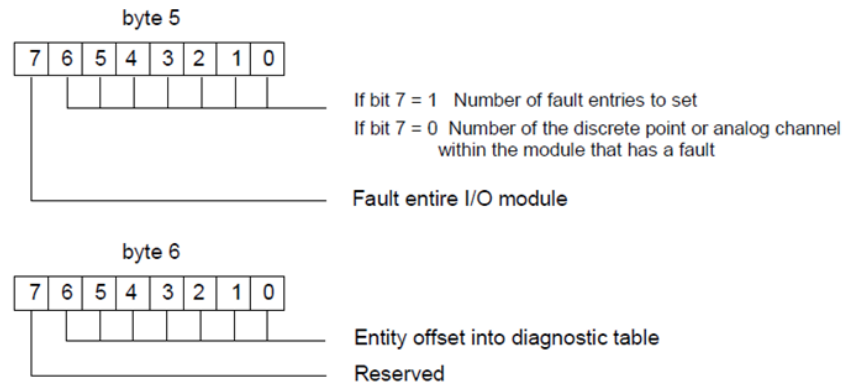 byte 5
7 6 5 4 3 2 1 0
If bit 7 = 1 Number of fault entries to set
If bit 7 = 0 Number of the discrete point or analog channel
within the module that has a fault
Fault entire I/O module
byte 6
7 6 5 4 3 2 1 0
Entity offset into diagnostic table
Reserved